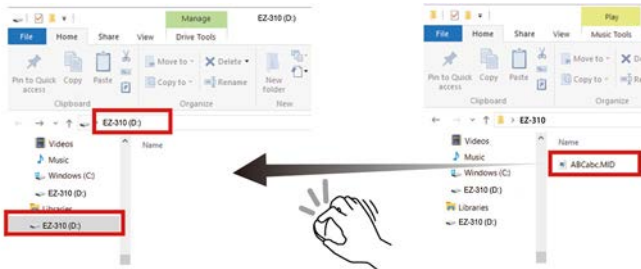 Manage
EZ-310 (D:)
File
Home
Share
View
Drive Tools
Pin to Quick access
Copy
Paste
Move to
Copy to
Delete
Rename
New folder
Clipboard
Organize
New
EZ-310 (D:)
Videos
Music
Windows (C)
EZ-310 (D:)
Libraries
EZ-310 (D:)
Name
Play
File
Home
Share
View
Music Tools
Pin to Quick access
Copy
Paste
Move to
Copy to
Clipboard
Organize
EZ-310
Videos
Music
Windows (C:)
EZ-310 (D:)
Libraries
EZ-310 (D:)
Name
ABCabc.MID